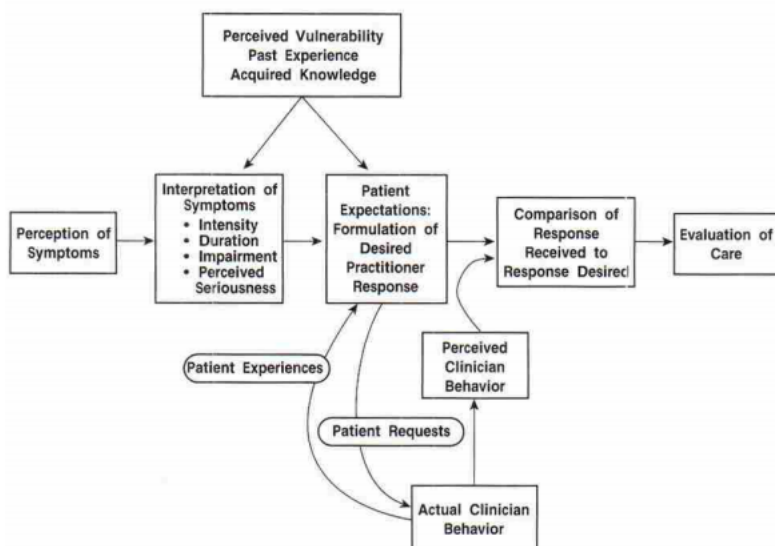 Perceived Vulnerability
Past Experience
Acquired Knowledge
Perception of
Symptoms
Interpretation of
Symptoms
• Intensity
• Duration
• Impairment
• Perceived
Seriousness
Patient
Expectations:
Formulation of
Desired
Practitioner
Response
Comparison of
Response
Received to
Response Desired
Evaluation of
Care
Patient Experiences
Perceived
Clinician
Behavior
Patient Requests
Actual Clinician
Behavior